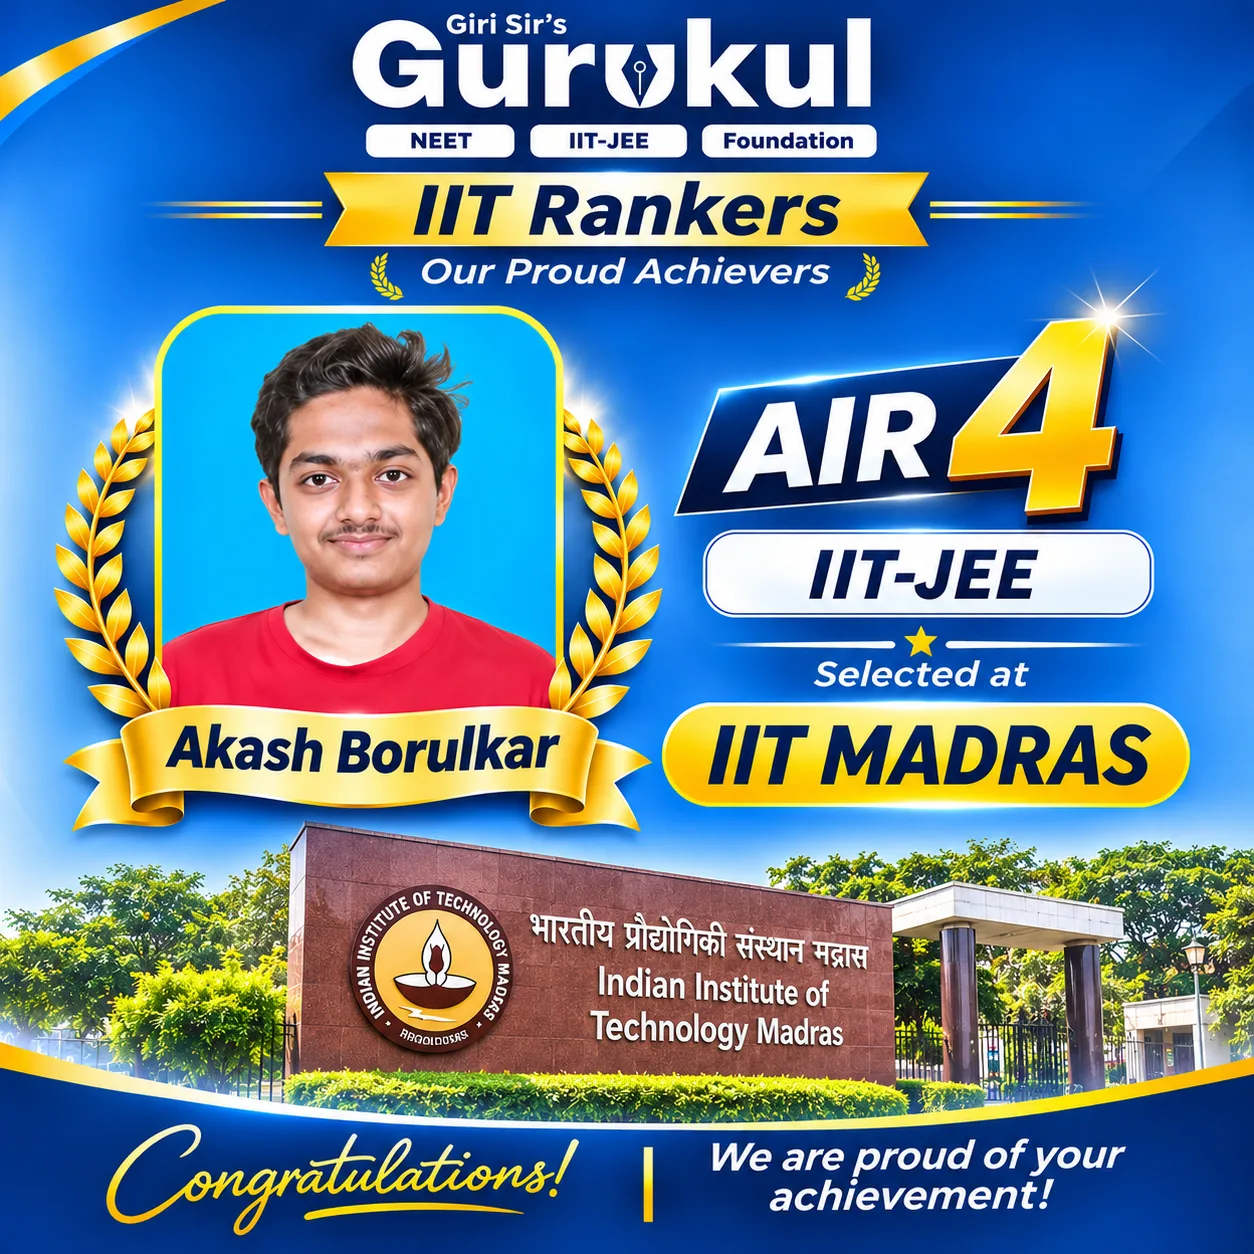 Giri Sir's
Gurukul
NEET
IIT-JEE
Foundation
IIT Rankers
Our Proud Achievers
AIR 4
IIT-JEE
Selected at
IIT MADRAS
Akash Borulkar
भारतीय प्रौद्योगिकी संस्थान मद्रास
Indian Institute of
Technology Madras
INDIAN INSTITUTE OF TECHNOLOGY MADRAS
Congratulations!
We are proud of your
achievement!